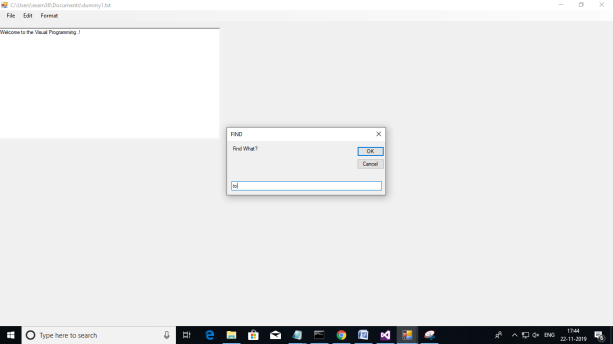 C:\Users\exam38\Documents\dummy1.txt
File Edit Format
Welcome to the Visual Programming..!
FIND
Find What?
OK
Cancel
to
Type here to search
ENG
17:44
22-11-2019